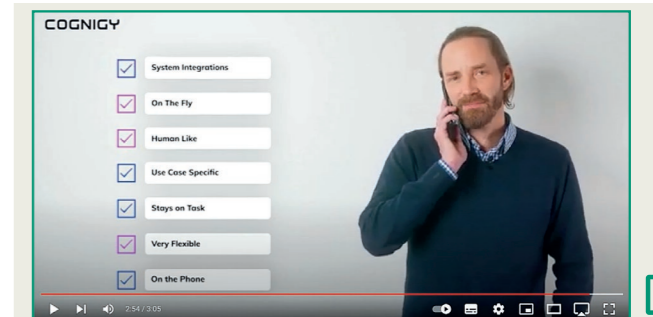 COGNIGY
System Integrations
On The Fly
Human Like
Use Case Specific
Stays on Task
Very Flexible
On the Phone
2:54 / 3:05